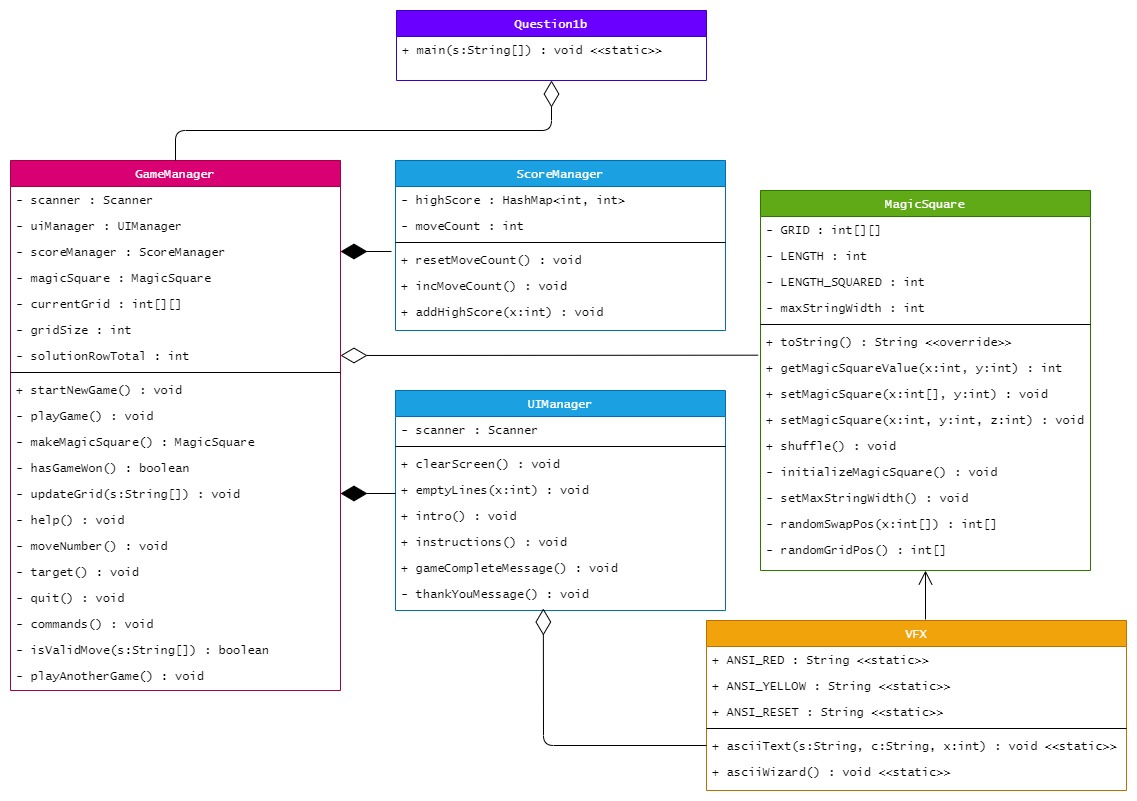 Question1b
+ main(s:String[]) : void <<static>>
GameManager
- scanner : Scanner
- uiManager : UIManager
- scoreManager : ScoreManager
- magicSquare : MagicSquare
- currentGrid : int[][]
- gridSize : int
- solutionRowTotal : int
+ startNewGame() : void
- playGame() : void
- makeMagicSquare() : MagicSquare
- hasGameWon() : boolean
- updateGrid(s:String[]) : void
- help() : void
- moveNumber() : void
- target() : void
- quit() : void
- commands() : void
- isValidMove(s:String[]) : boolean
- playAnotherGame() : void
ScoreManager
- highScore : HashMap<int, int>
- moveCount : int
+ resetMoveCount() : void
+ incMoveCount() : void
+ addHighScore(x:int) : void
UIManager
- scanner : Scanner
+ clearScreen() : void
+ emptyLines(x:int) : void
+ intro() : void
+ instructions() : void
+ gameCompleteMessage() : void
- thankYouMessage() : void
MagicSquare
- GRID : int[][]
- LENGTH : int
- LENGTH_SQUARED : int
- maxStringWidth : int
+ toString() : String <<override>>
+ getMagicSquareValue(x:int, y:int) : int
+ setMagicSquare(x:int[], y:int) : void
+ setMagicSquare(x:int, y:int, z:int) : void
+ shuffle() : void
- initializeMagicSquare() : void
- setMaxStringWidth() : void
- randomSwapPos(x:int[]) : int[]
- randomGridPos() : int[]
VFX
+ ANSI_RED : String <<static>>
+ ANSI_YELLOW : String <<static>>
+ ANSI_RESET : String <<static>>
+ asciiText(s:String, c:String, x:int) : void <<static>>
+ asciiWizard() : void <<static>>